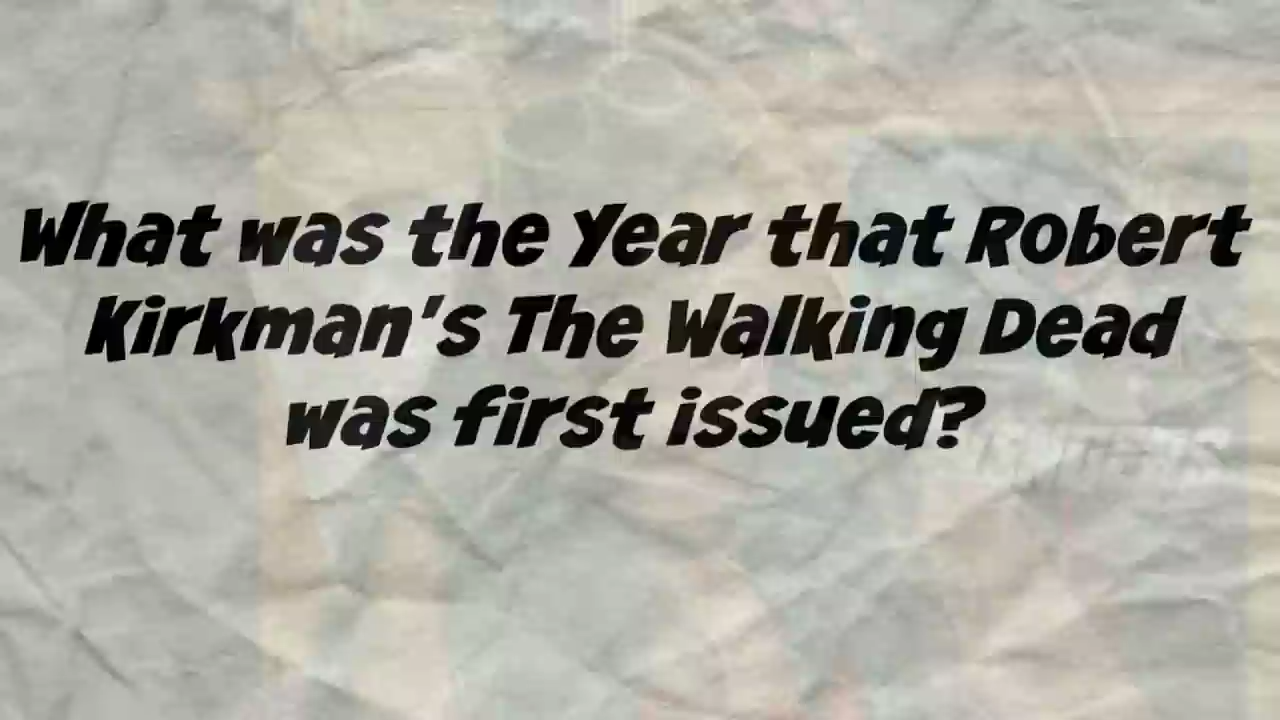 What was the Year that Robert
Kirkman's The Walking Dead
was first issued?